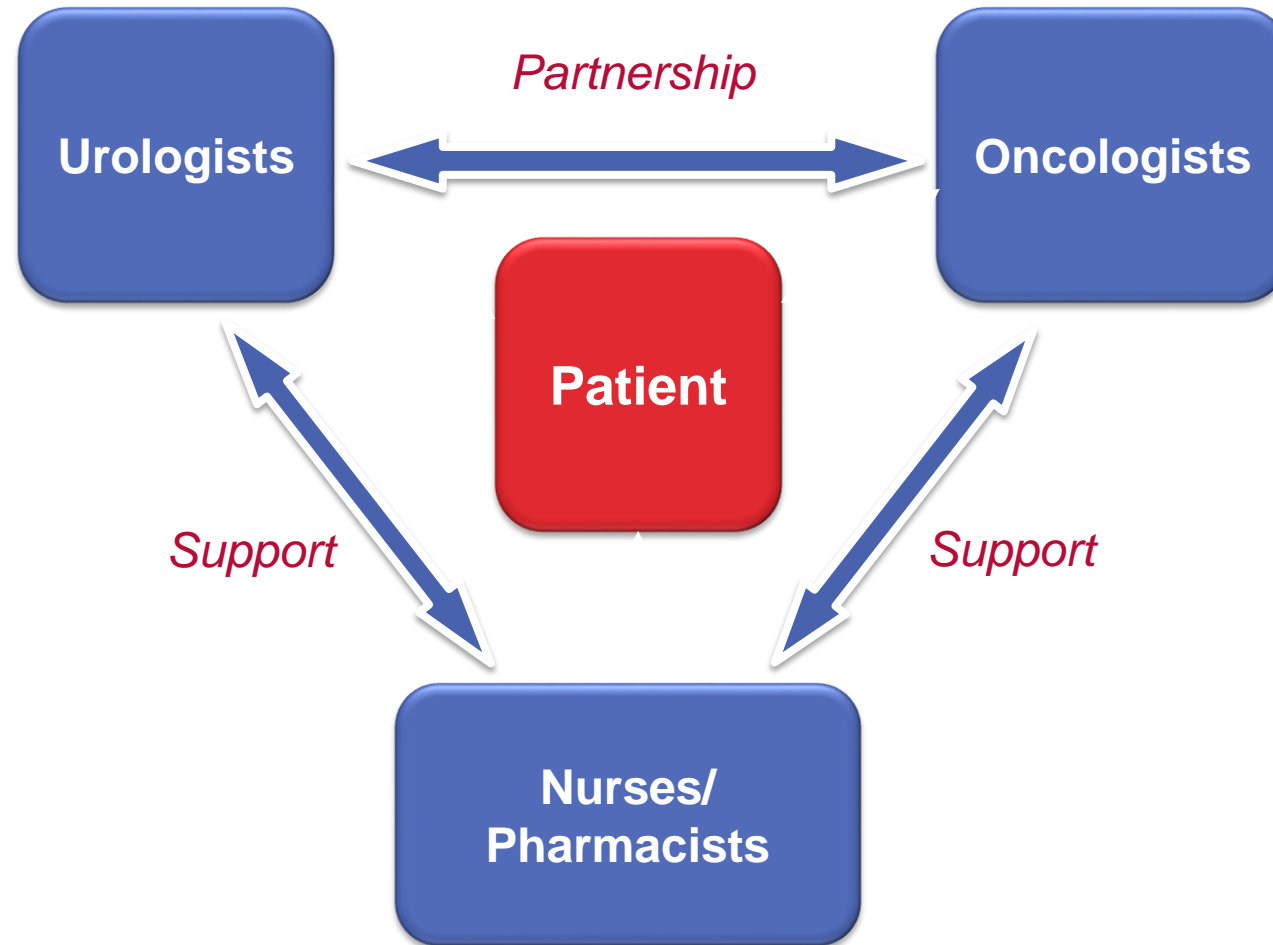 Partnership
Urologists
Oncologists
Patient
Support
Support
Nurses/
Pharmacists